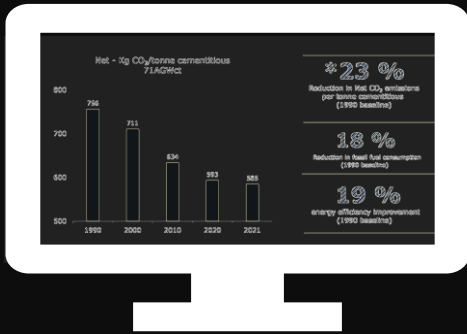 Net - Kg CO₂/tonne cementitious
71AGWct
800
700
600
500
756
711
634
593
585
1990
2000
2010
2020
2021
*23 %
Reduction in Net CO₂ emissions
per tonne cementitious
(1990 baseline)
18 %
Reduction in fossil fuel consumption
(1990 baseline)
19 %
energy efficiency improvement
(1990 baseline)